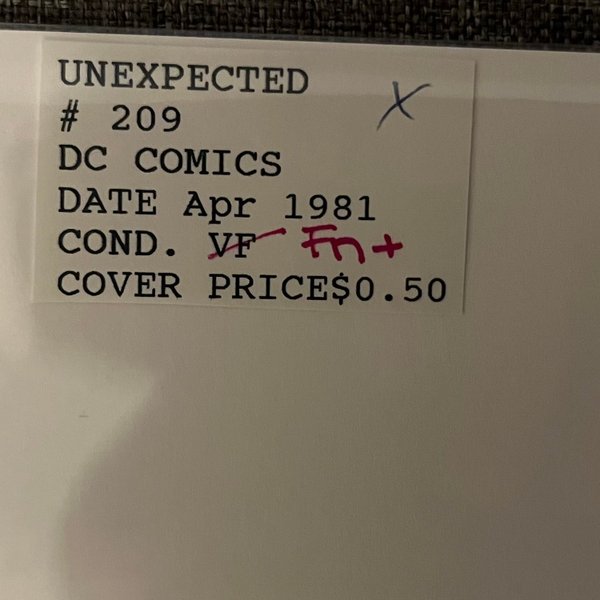 UNEXPECTED X
# 209
DC COMICS
DATE Apr 1981
COND. VF Fn+
COVER PRICE$0.50